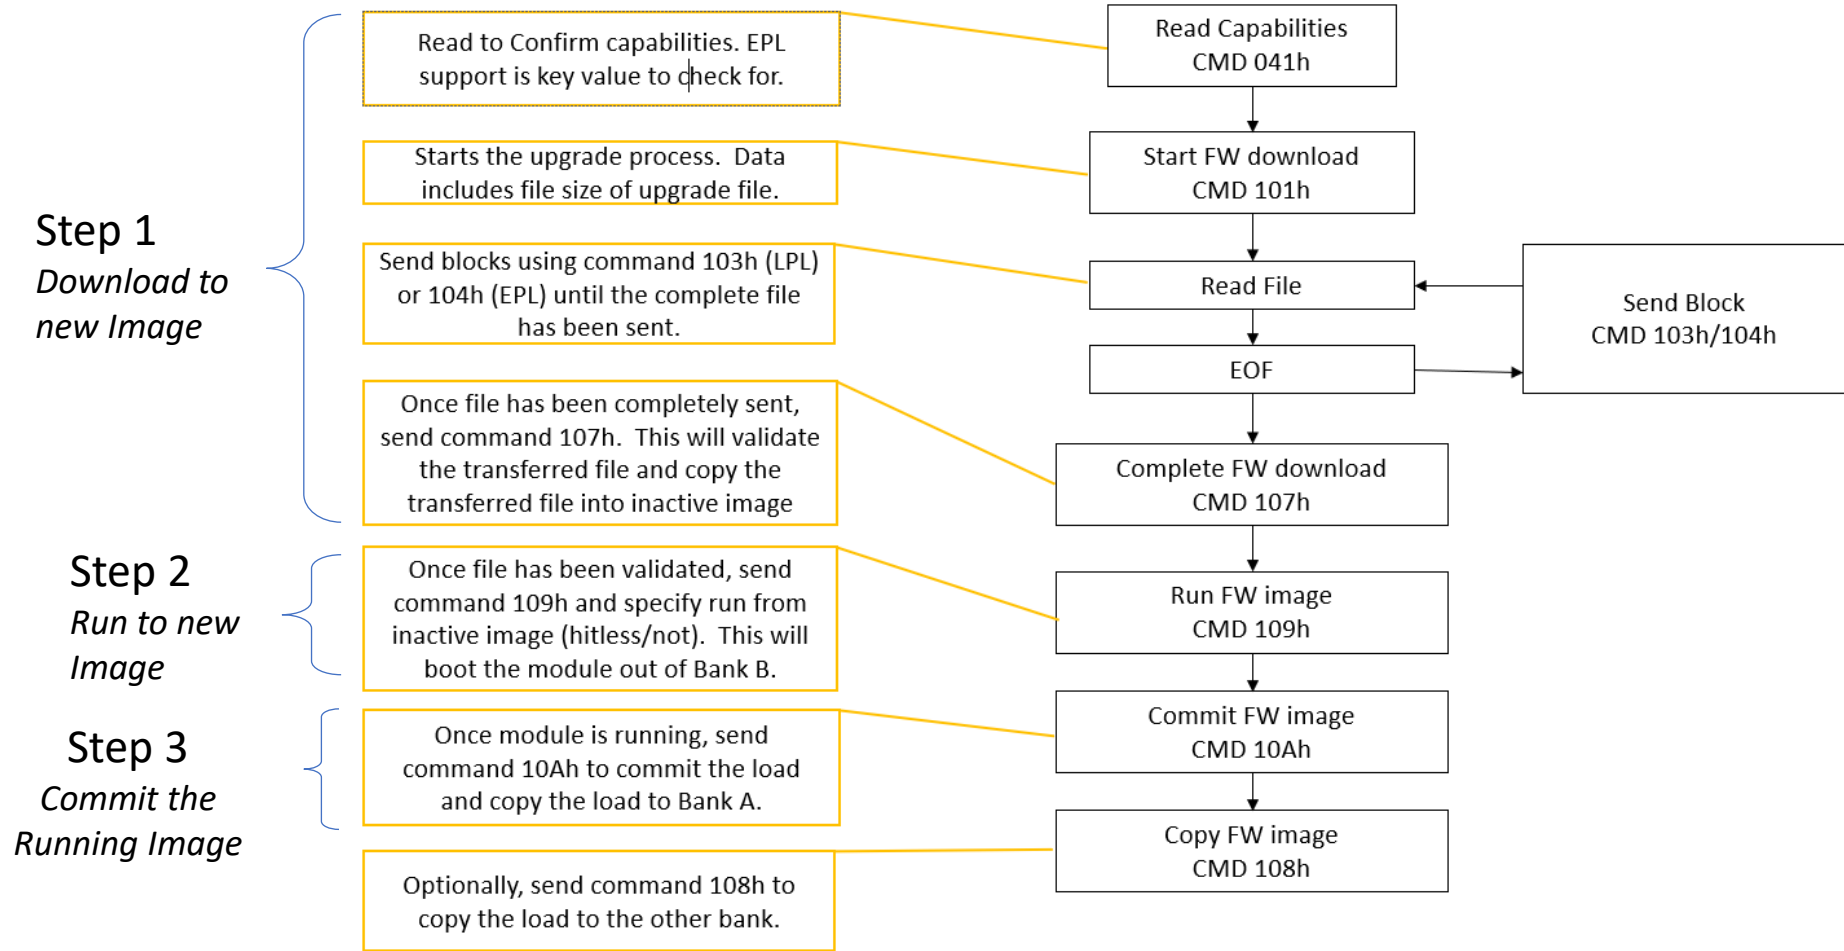 Step 1
Download to
new Image
Read to Confirm capabilities. EPL
support is key value to check for.
Read Capabilities
CMD 041h
Starts the upgrade process.  Data
includes file size of upgrade file.
Start FW download
CMD 101h
Send blocks using command 103h (LPL)
or 104h (EPL) until the complete file
has been sent.
Read File
Send Block
CMD 103h/104h
EOF
Once file has been completely sent,
send command 107h.  This will validate
the transferred file and copy the
transferred file into inactive image
Complete FW download
CMD 107h
Step 2
Run to new
Image
Once file has been validated, send
command 109h and specify run from
inactive image (hitless/not).  This will
boot the module out of Bank B.
Run FW image
CMD 109h
Step 3
Commit the
Running Image
Once module is running, send
command 10Ah to commit the load
and copy the load to Bank A.
Commit FW image
CMD 10Ah
Optionally, send command 108h to
copy the load to the other bank.
Copy FW image
CMD 108h